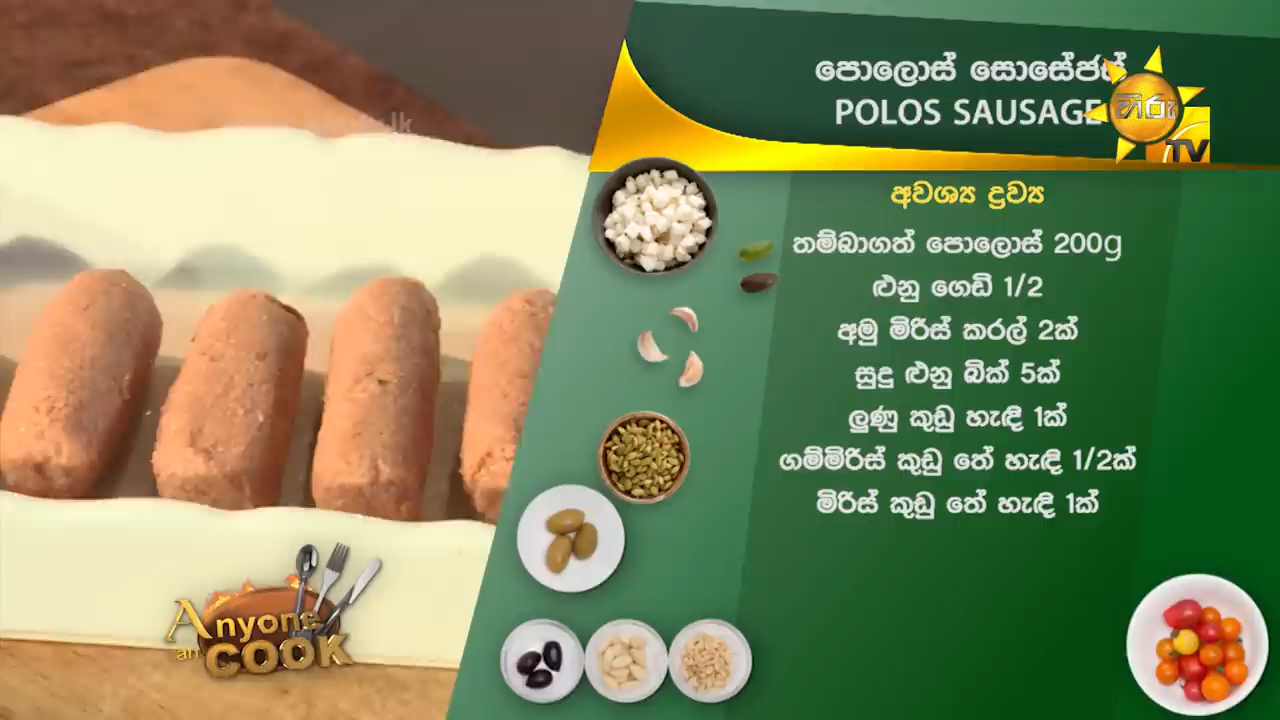 පොලොස් සොසේජස්
POLOS SAUSAGE
හිරු
TV
අවශ්‍ය ද්‍රව්‍ය
තම්බාගත් පොලොස් 200g
ළුනු ගෙඩි 1/2
අමු මිරිස් කරල් 2ක්
සුදු ළුනු බික් 5ක්
ලුණු කුඩු හැඳි 1ක්
ගම්මිරිස් කුඩු තේ හැඳි 1/2ක්
මිරිස් කුඩු තේ හැඳි 1ක්
Anyone
an COOK